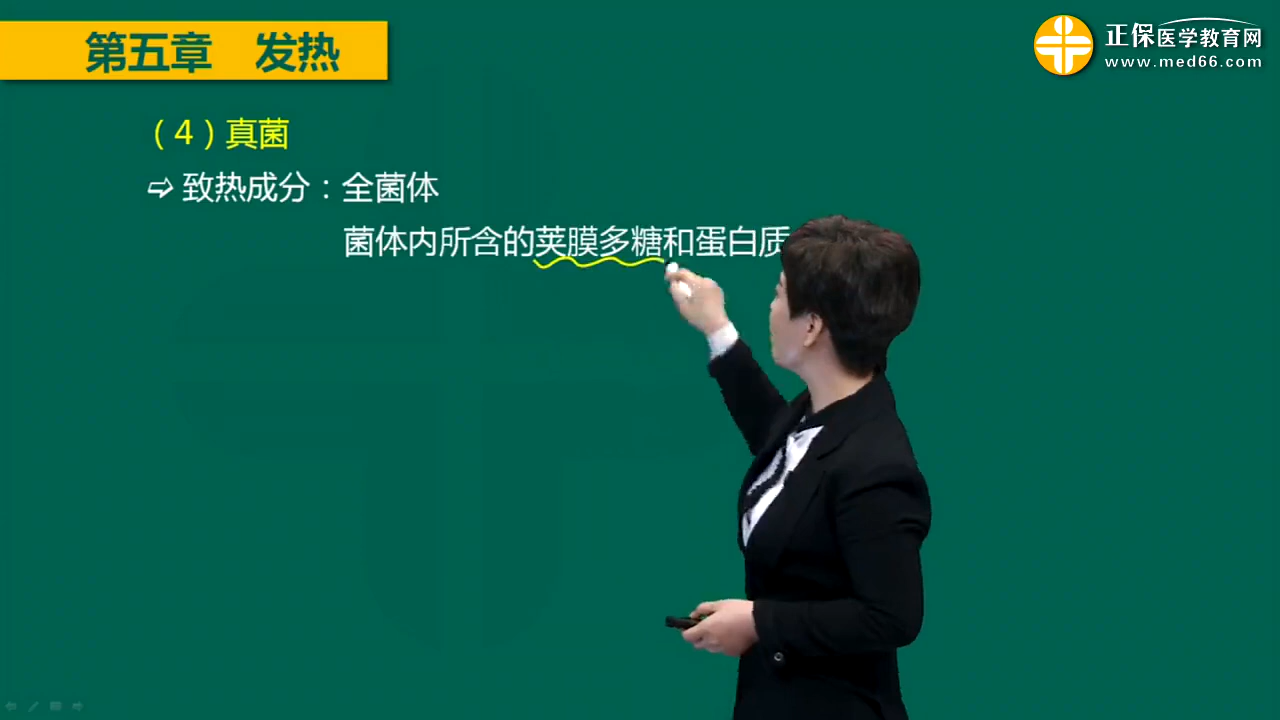 第五章 发热
正保医学教育网
www.med66.com
（4）真菌
⇨ 致热成分：全菌体
菌体内所含的荚膜多糖和蛋白质